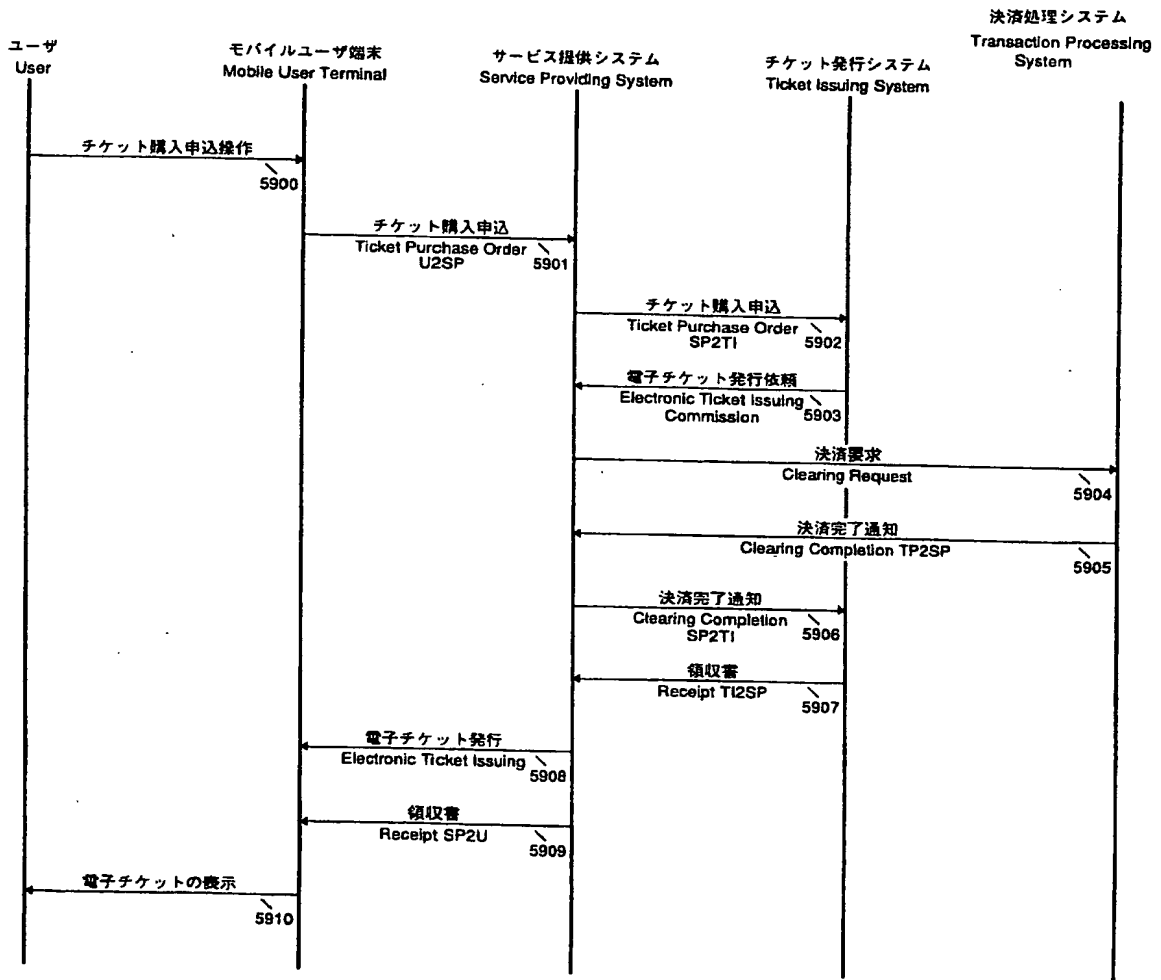 ユーザ
User
モバイルユーザ端末
Mobile User Terminal
サービス提供システム
Service Providing System
チケット発行システム
Ticket Issuing System
決済処理システム
Transaction Processing
System
チケット購入申込操作
5900
チケット購入申込
Ticket Purchase Order
U2SP
5901
チケット購入申込
Ticket Purchase Order
SP2TI
5902
電子チケット発行依頼
Electronic Ticket Issuing
Commission
5903
決済要求
Clearing Request
5904
決済完了通知
Clearing Completion TP2SP
5905
決済完了通知
Clearing Completion
SP2TI
5906
領収書
Receipt TI2SP
5907
電子チケット発行
Electronic Ticket Issuing
5908
領収書
Receipt SP2U
5909
電子チケットの表示
5910